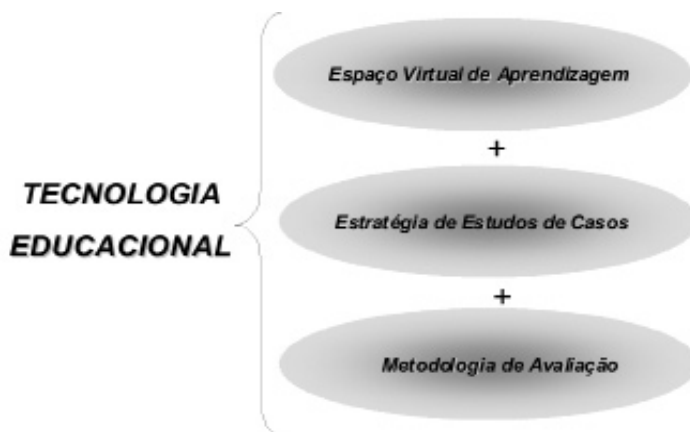 Espaço Virtual de Aprendizagem
+
TECNOLOGIA
EDUCACIONAL
Estratégia de Estudos de Casos
+
Metodologia de Avaliação